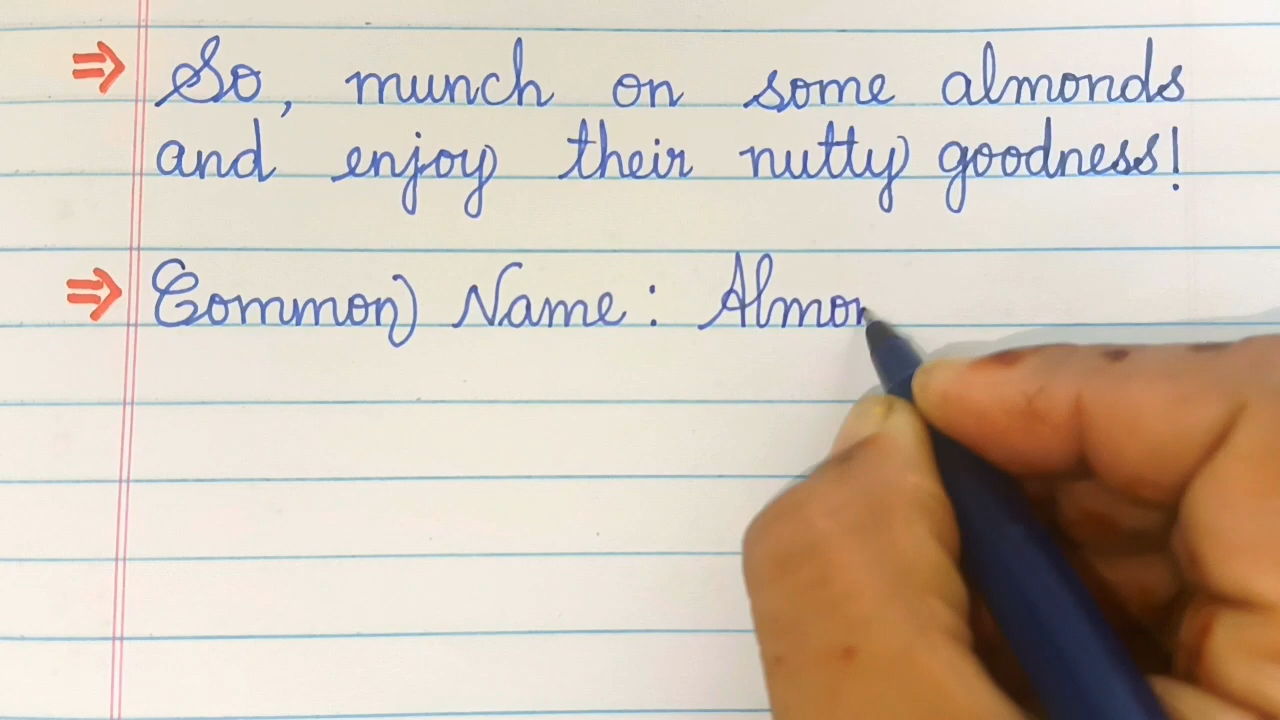 ⇒ So, munch on some almonds
and enjoy their nutty goodness!
⇒ Common Name: Almon